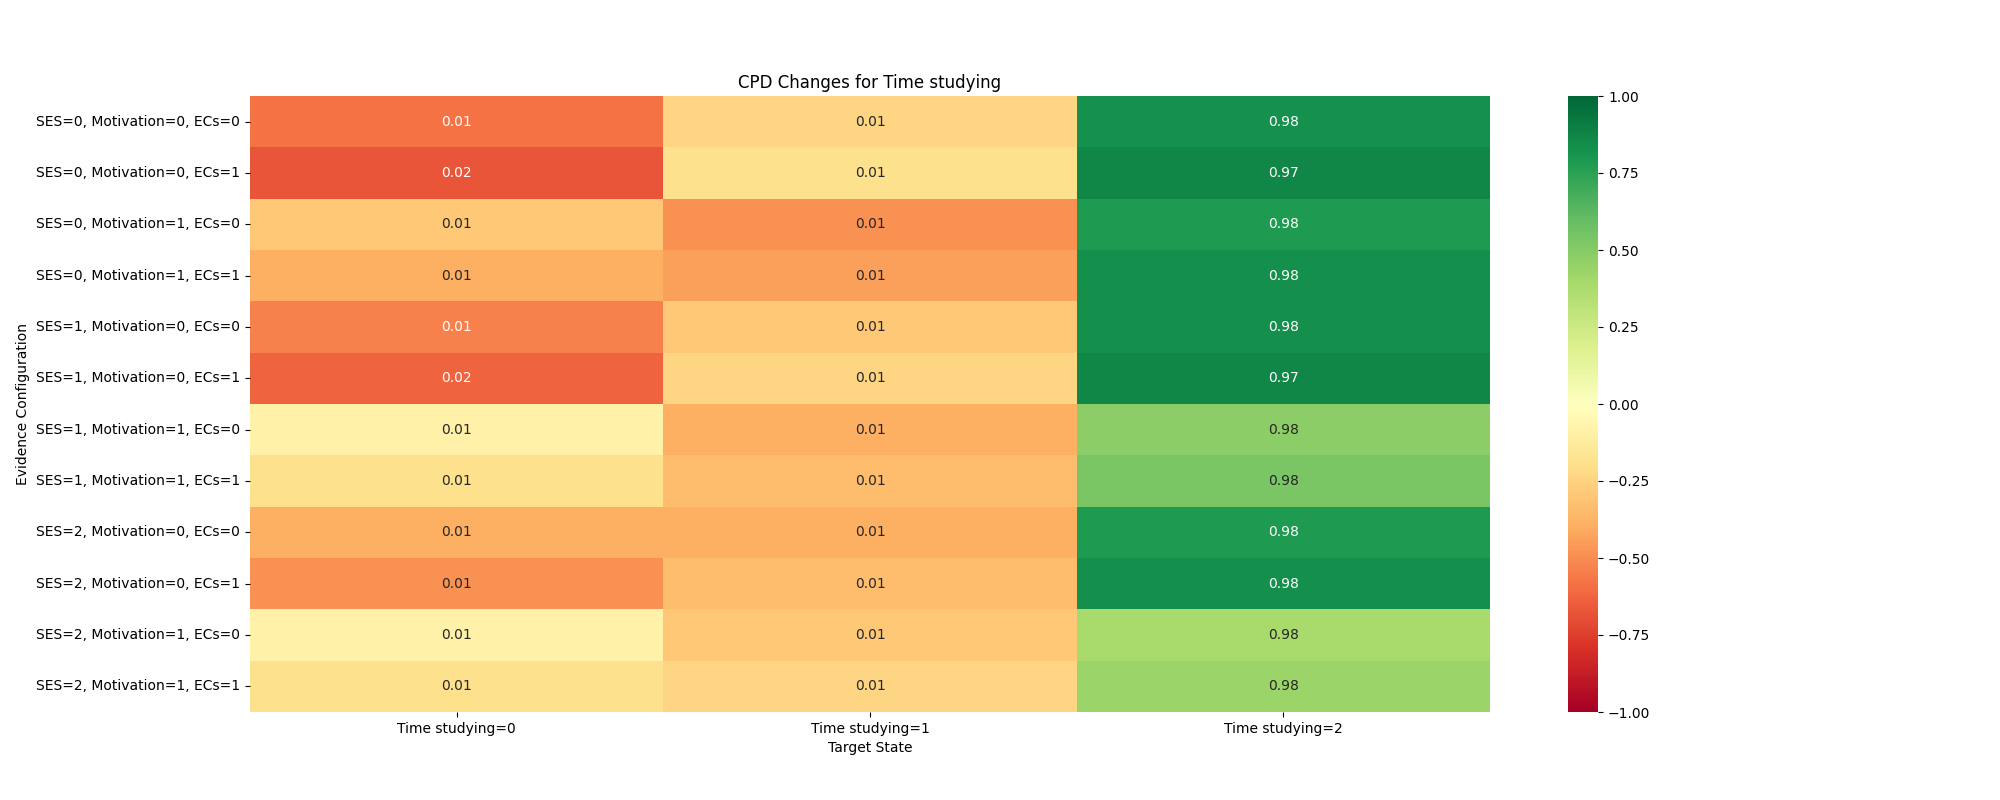 CPD Changes for Time studying
SES=0, Motivation=0, ECs=0 0.01 0.01 0.98
SES=0, Motivation=0, ECs=1 0.02 0.01 0.97
SES=0, Motivation=1, ECs=0 0.01 0.01 0.98
SES=0, Motivation=1, ECs=1 0.01 0.01 0.98
SES=1, Motivation=0, ECs=0 0.01 0.01 0.98
SES=1, Motivation=0, ECs=1 0.02 0.01 0.97
SES=1, Motivation=1, ECs=0 0.01 0.01 0.98
SES=1, Motivation=1, ECs=1 0.01 0.01 0.98
SES=2, Motivation=0, ECs=0 0.01 0.01 0.98
SES=2, Motivation=0, ECs=1 0.01 0.01 0.98
SES=2, Motivation=1, ECs=0 0.01 0.01 0.98
SES=2, Motivation=1, ECs=1 0.01 0.01 0.98
Evidence Configuration
Time studying=0 Time studying=1 Time studying=2
Target State
1.00
0.75
0.50
0.25
0.00
−0.25
−0.50
−0.75
−1.00